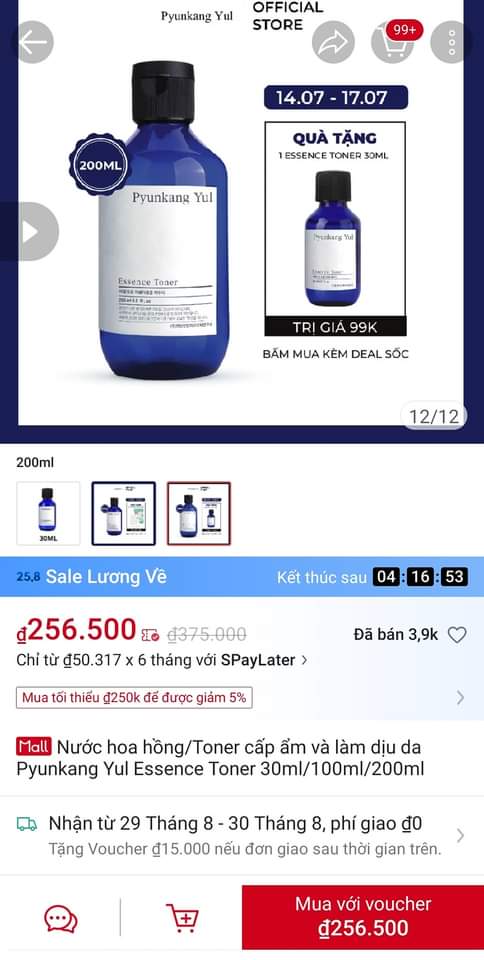 Pyunkang Yul
OFFICIAL
STORE
99+
14.07 - 17.07
QUÀ TẶNG
1 ESSENCE TONER 30ML
200ML
Pyunkang Yul
Pyunkang Yul
Essence Toner
Essence Toner
TRỊ GIÁ 99K
BẤM MUA KÈM DEAL SỐC
12/12
200ml
30ML
25.8 Sale Lương Về
Kết thúc sau 04:16:53
₫256.500 ₫375.000
Đã bán 3,9k
Chỉ từ ₫50.317 x 6 tháng với SPayLater >
Mua tối thiểu ₫250k để được giảm 5%
Mall Nước hoa hồng/Toner cấp ẩm và làm dịu da
Pyunkang Yul Essence Toner 30ml/100ml/200ml
Nhận từ 29 Tháng 8 - 30 Tháng 8, phí giao ₫0
Tặng Voucher ₫15.000 nếu đơn giao sau thời gian trên.
Mua với voucher
₫256.500